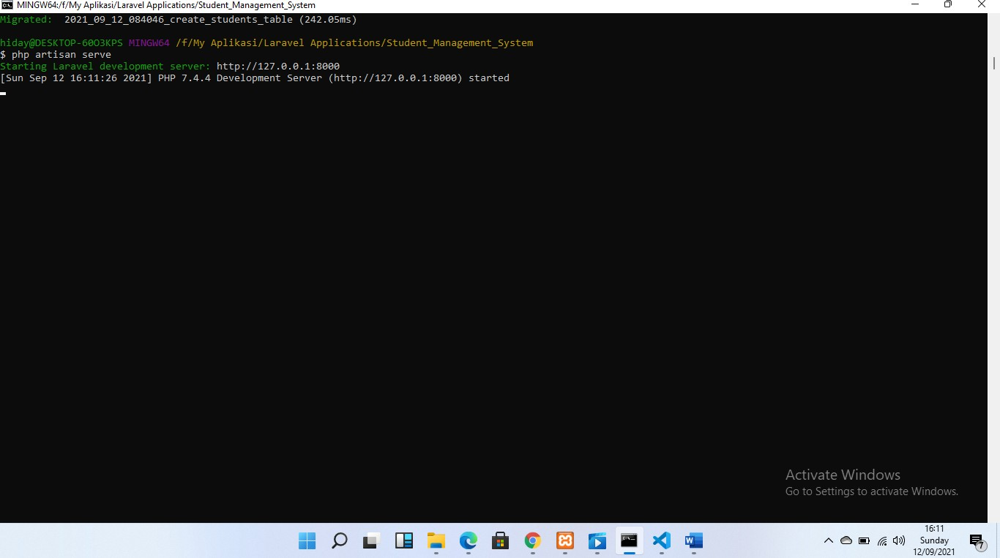 MINGW64:/f/My Aplikasi/Laravel Applications/Student_Management_System
Migrated:  2021_09_12_084046_create_students_table (242.05ms)
hiday@DESKTOP-60O3KPS MINGW64 /f/My Aplikasi/Laravel Applications/Student_Management_System
$ php artisan serve
Starting Laravel development server: http://127.0.0.1:8000
[Sun Sep 12 16:11:26 2021] PHP 7.4.4 Development Server (http://127.0.0.1:8000) started
Activate Windows
Go to Settings to activate Windows.
16:11
Sunday
12/09/2021
7